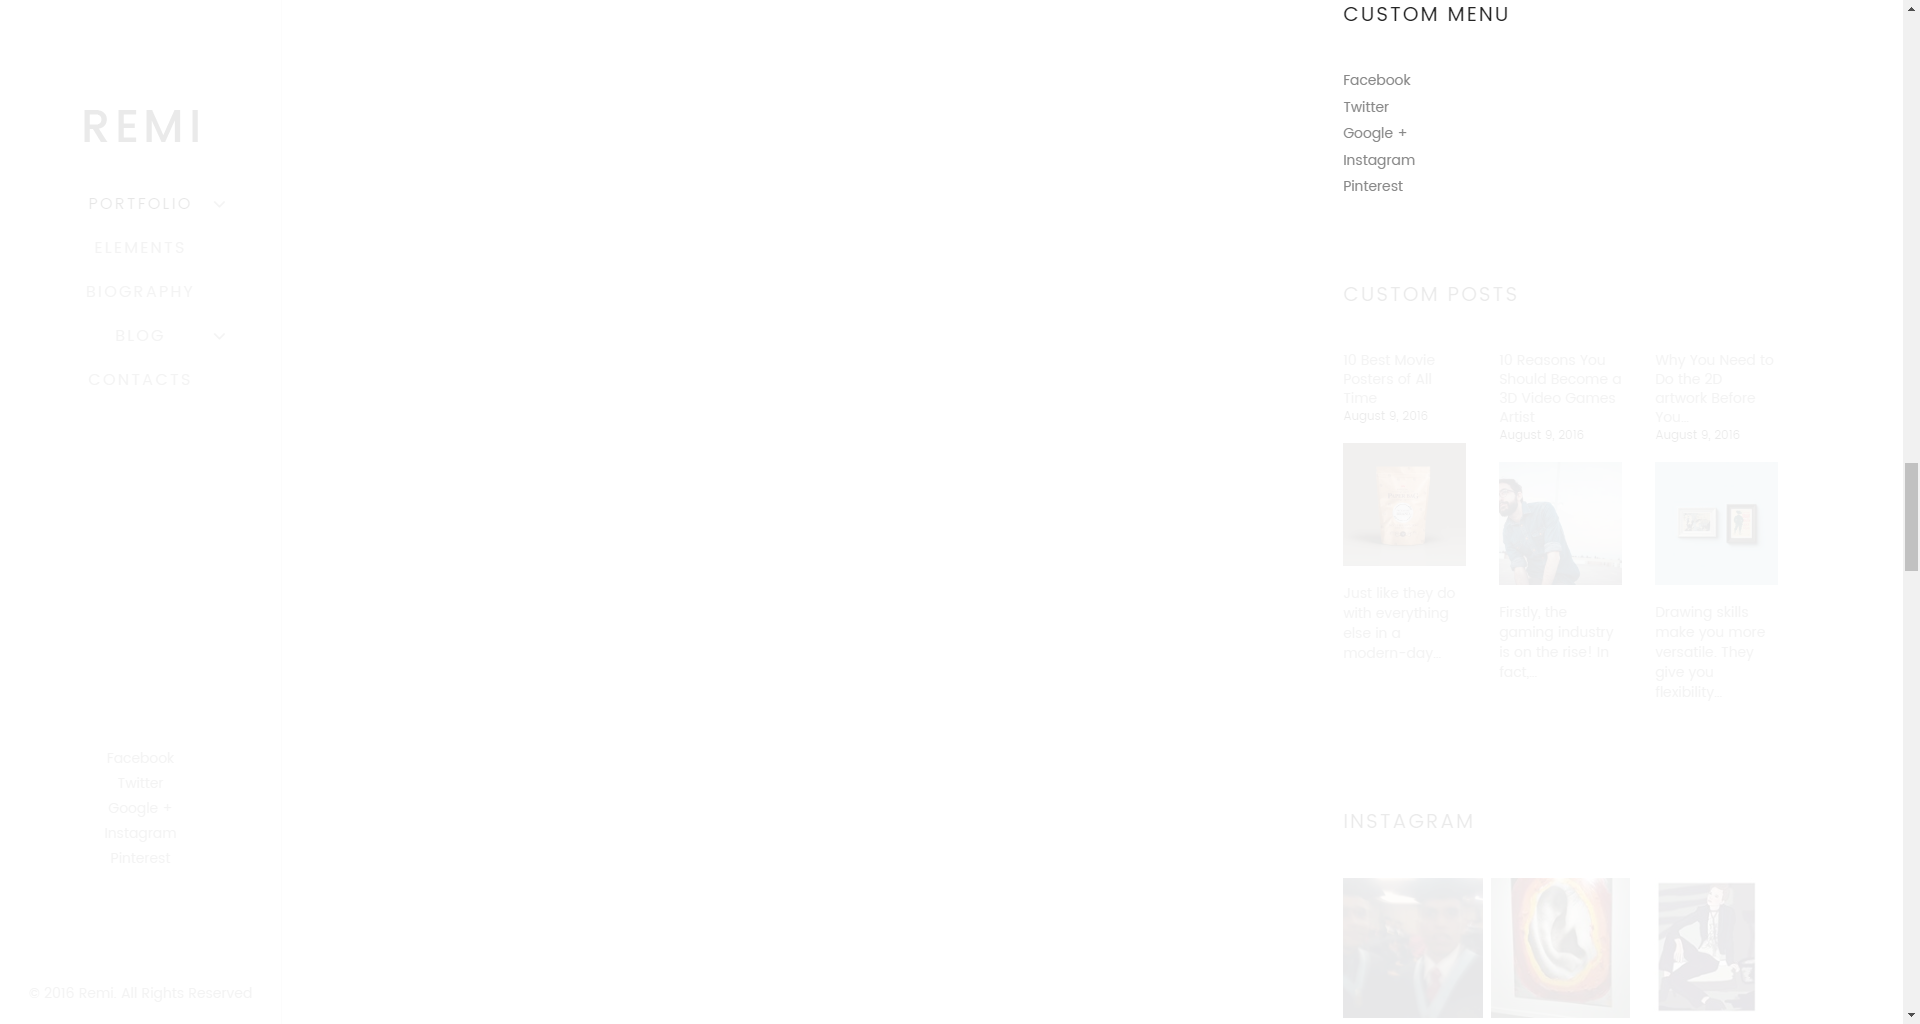 REMI
PORTFOLIO
ELEMENTS
BIOGRAPHY
BLOG
CONTACTS
Facebook
Twitter
Google +
Instagram
Pinterest
© 2016 Remi. All Rights Reserved
CUSTOM MENU
Facebook
Twitter
Google +
Instagram
Pinterest
CUSTOM POSTS
10 Best Movie
Posters of All
Time
August 9, 2016
Just like they do
with everything
else in a
modern-day...
10 Reasons You
Should Become a
3D Video Games
Artist
August 9, 2016
Firstly, the
gaming industry
is on the rise! In
fact,...
Why You Need to
Do the 2D
artwork Before
You...
August 9, 2016
Drawing skills
make you more
versatile. They
give you
flexibility...
INSTAGRAM